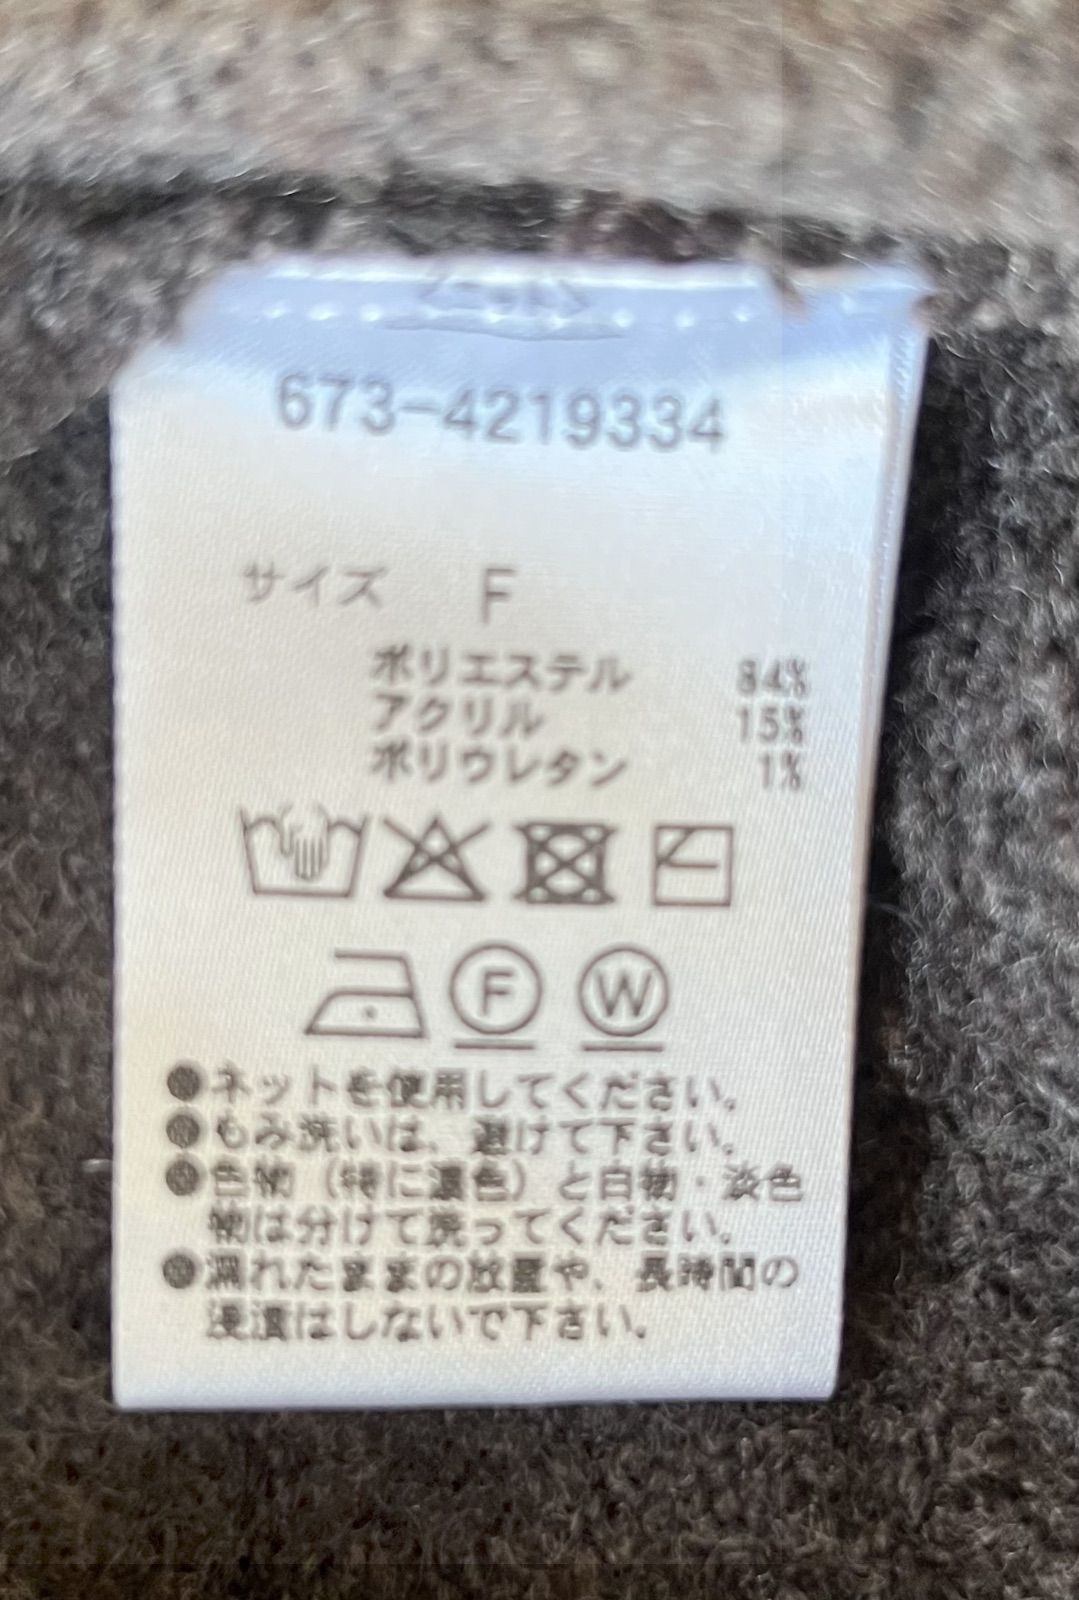 <ニット>
673-4219334
サイズ F
ポリエステル 84%
アクリル 15%
ポリウレタン 1%
F W
●ネットを使用してください。
●もみ洗いは、避けて下さい。
●色物（特に濃色）と白物・淡色
物は分けて洗ってください。
●濡れたままの放置や、長時間の
浸漬はしないで下さい。